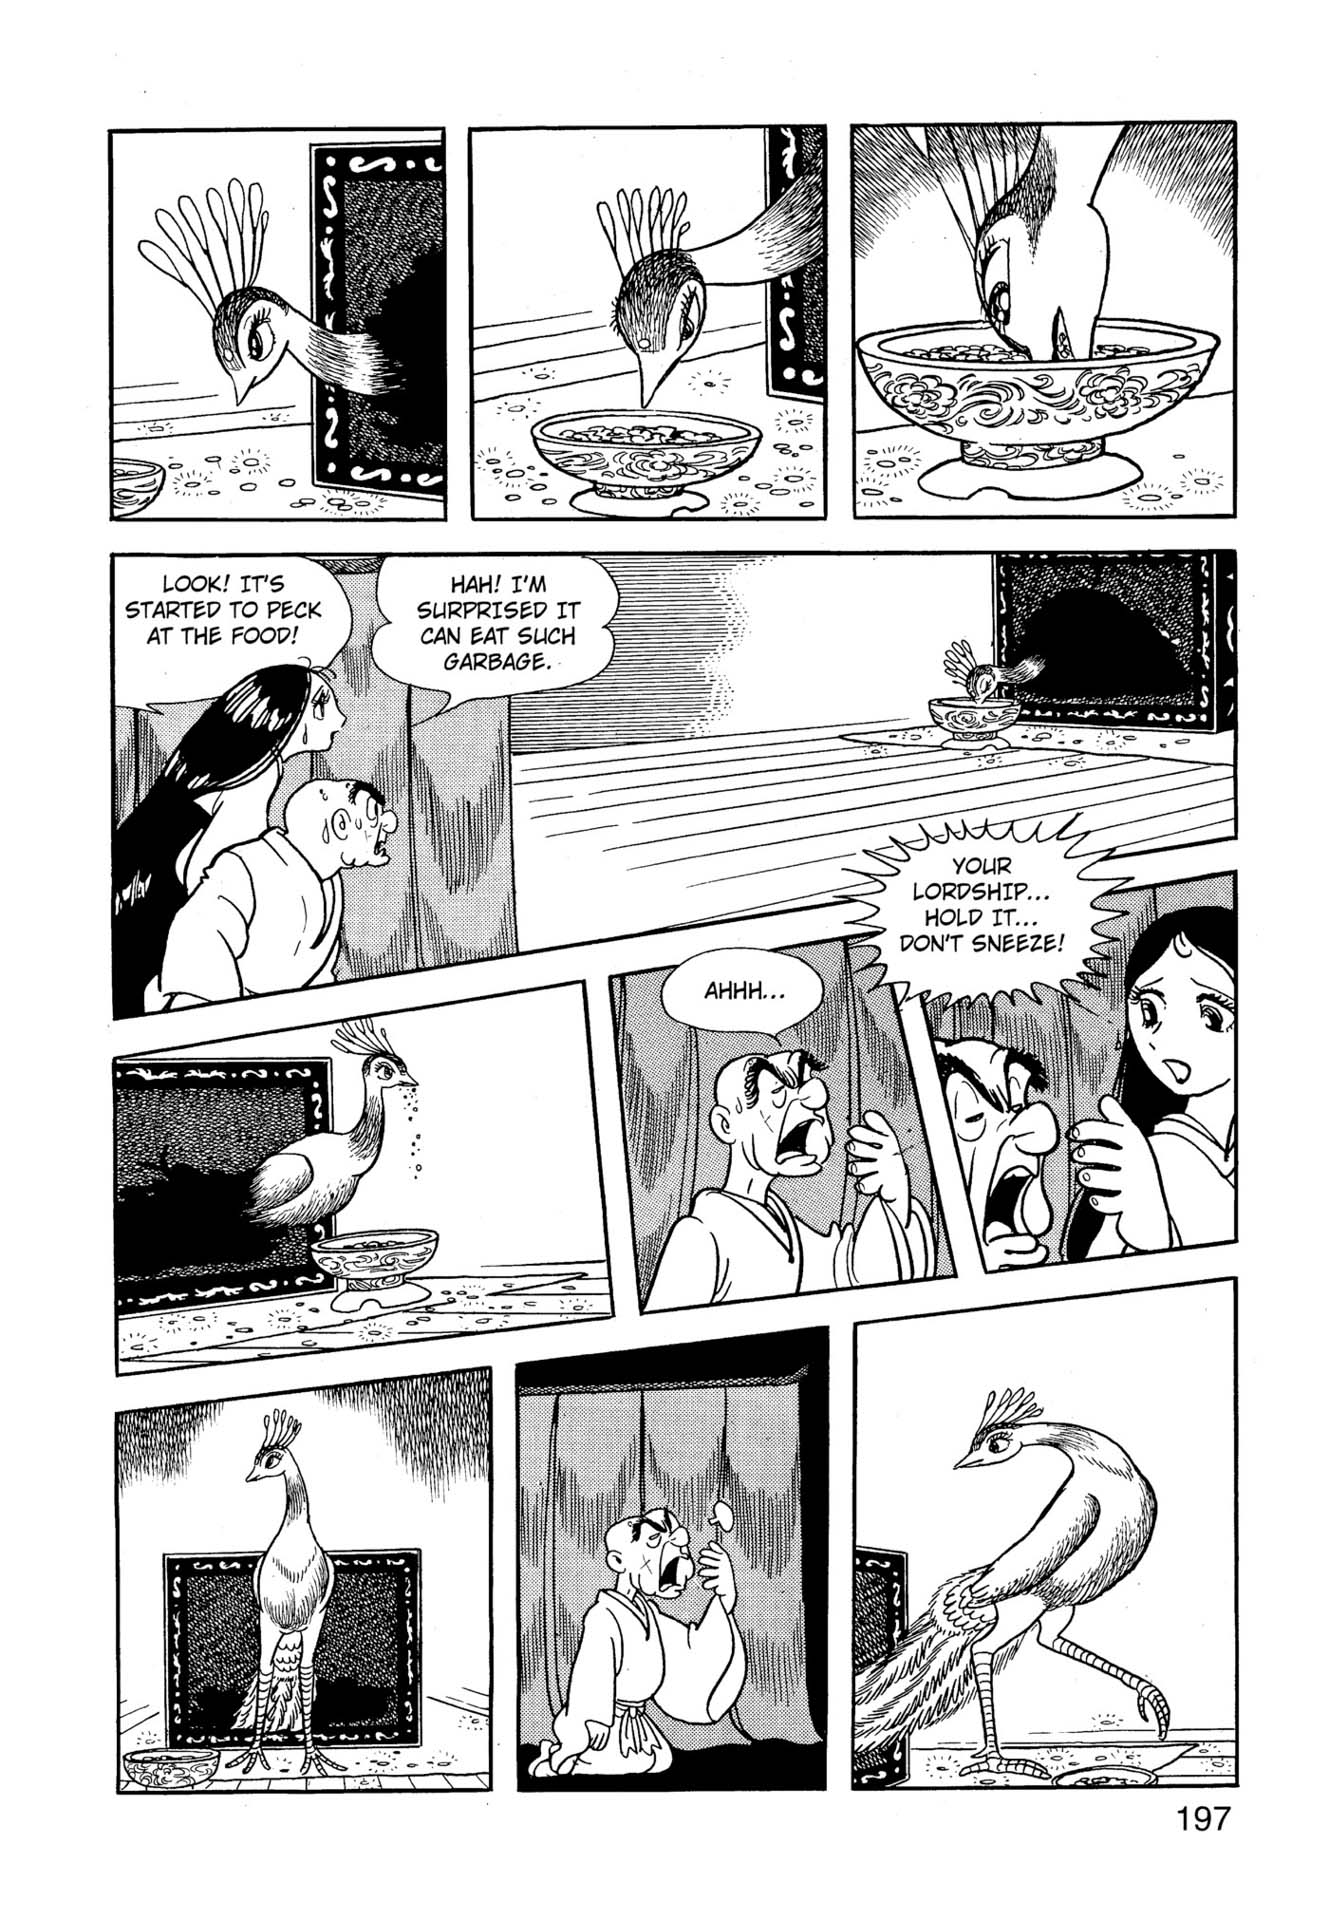 LOOK! IT'S
STARTED TO PECK
AT THE FOOD!
HAH! I'M
SURPRISED IT
CAN EAT SUCH
GARBAGE.
AHHH...
YOUR
LORDSHIP...
HOLD IT...
DON'T SNEEZE!
197